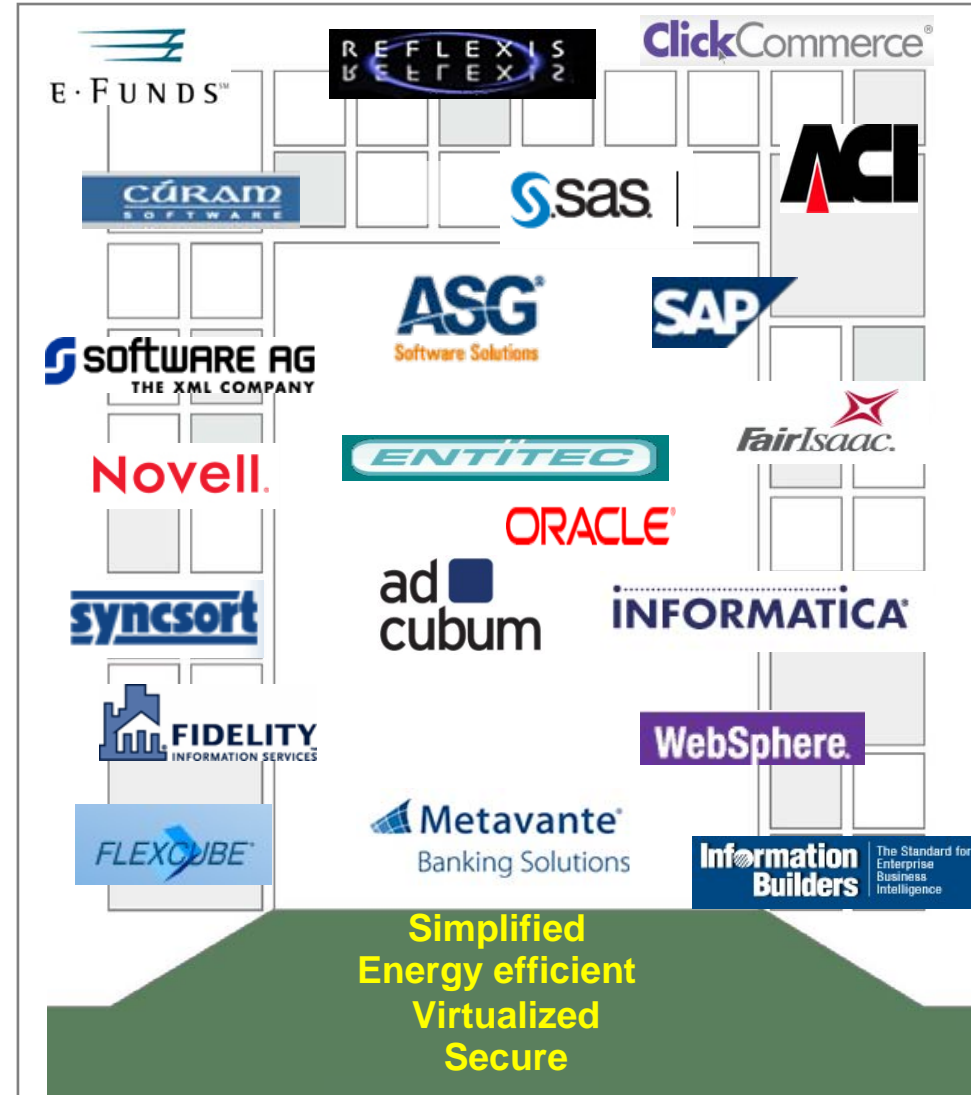 E·FUNDS℠
REFLEXIS
REFLEXIS
ClickCommerce®
CÚRAM
SOFTWARE
S.sas.
ACI
ASG®
Software Solutions
SAP
SOFTWARE AG
THE XML COMPANY
FairIsaac.
Novell.
ENTITEC
ORACLE®
syncsort
ad
cubum
INFORMATICA®
FIDELITY
INFORMATION SERVICES
WebSphere.
FLEXCUBE®
Metavante®
Banking Solutions
Information
Builders
The Standard for
Enterprise
Business
Intelligence
Simplified
Energy efficient
Virtualized
Secure